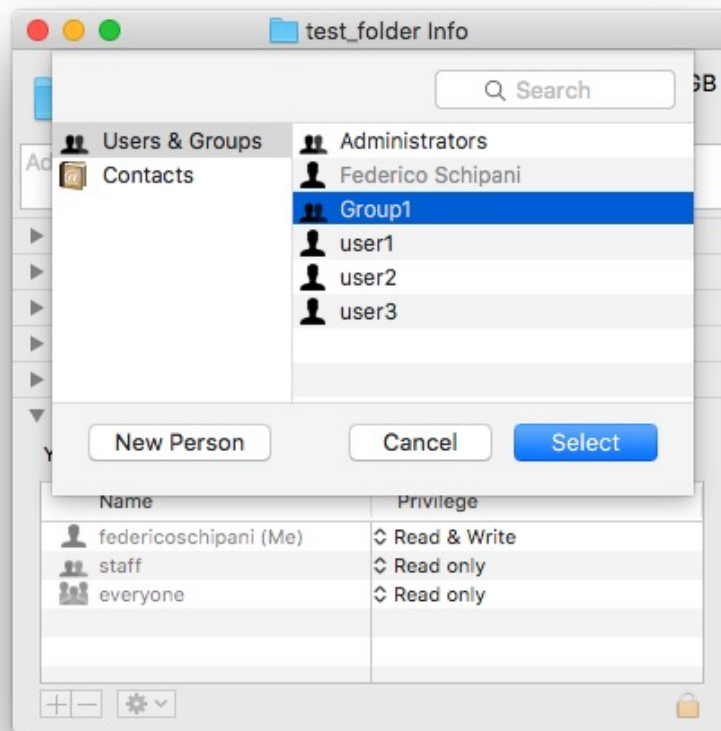 test_folder Info
Search
GB
Users & Groups
Contacts
Administrators
Federico Schipani
Group1
user1
user2
user3
Ad
New Person
Cancel
Select
Y
Name Privilege
federicoschipani (Me) Read & Write
staff Read only
everyone Read only